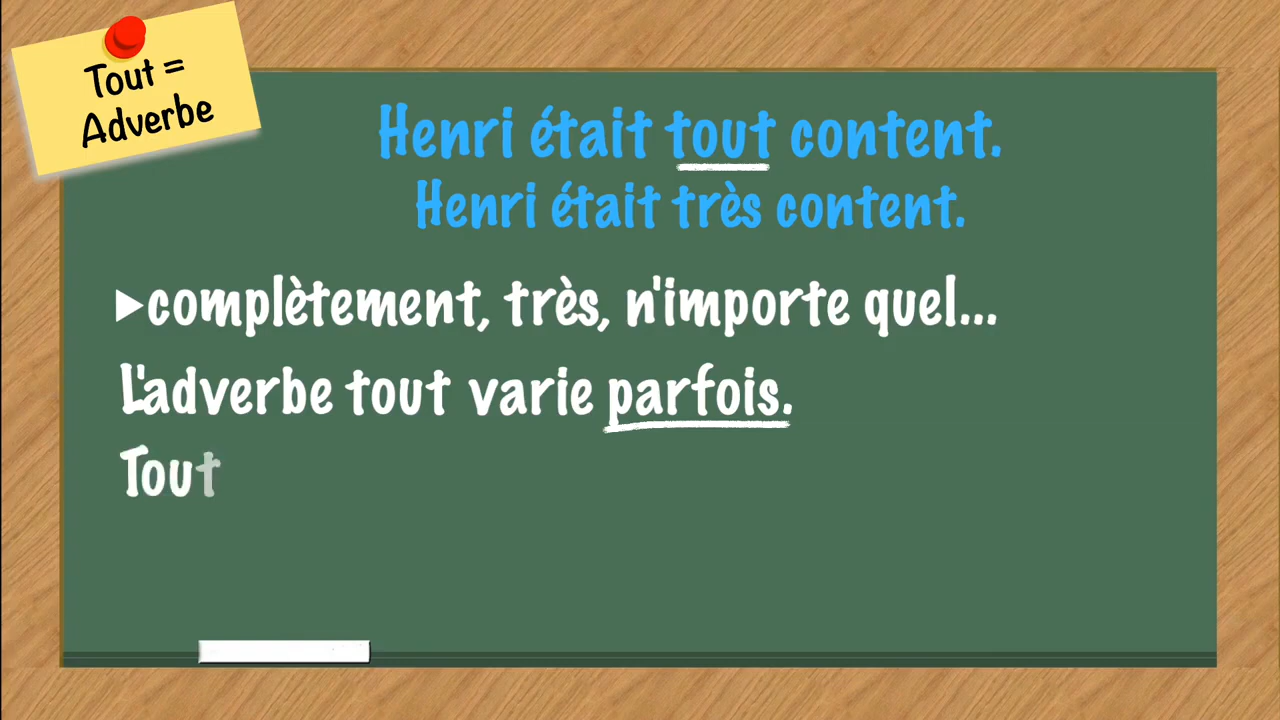 Tout =
Adverbe
Henri était tout content.
Henri était très content.
▸complètement, très, n'importe quel...
L'adverbe tout varie parfois.
Tout